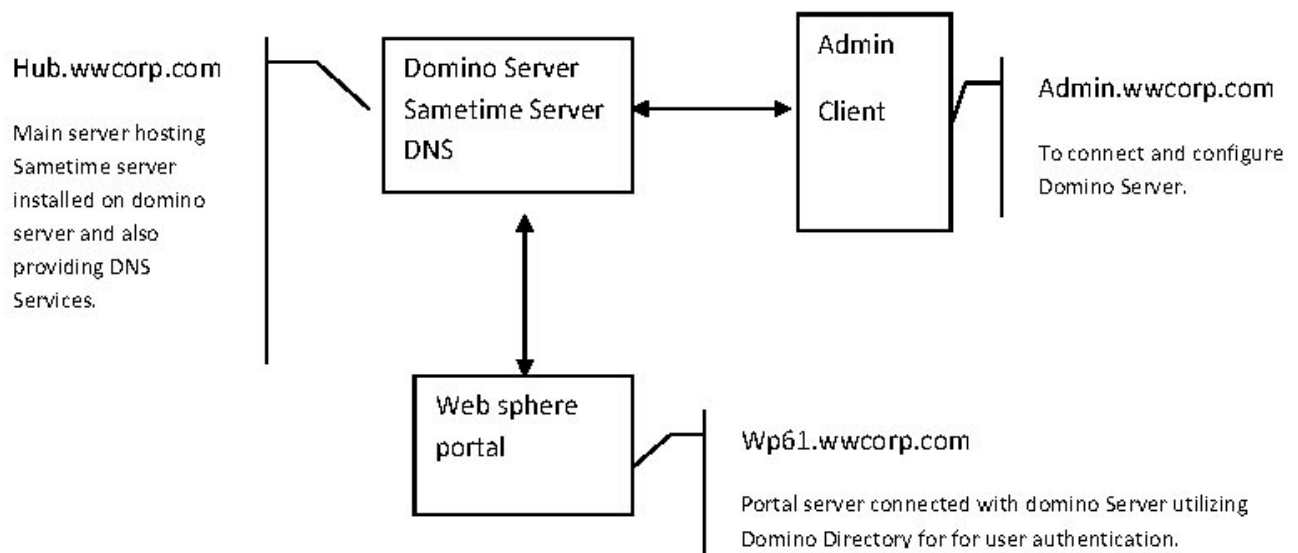 Hub.wwcorp.com
Main server hosting
Sametime server
installed on domino
server and also
providing DNS
Services.
Domino Server
Sametime Server
DNS
Admin
Client
Admin.wwcorp.com
To connect and configure
Domino Server.
Web sphere
portal
Wp61.wwcorp.com
Portal server connected with domino Server utilizing
Domino Directory for for user authentication.